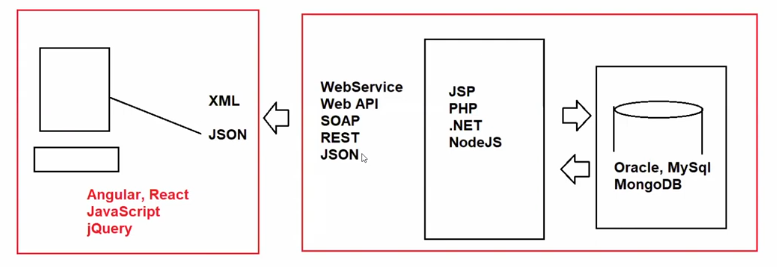 XML
JSON
Angular, React
JavaScript
jQuery
WebService
Web API
SOAP
REST
JSON
JSP
PHP
.NET
NodeJS
Oracle, MySql
MongoDB